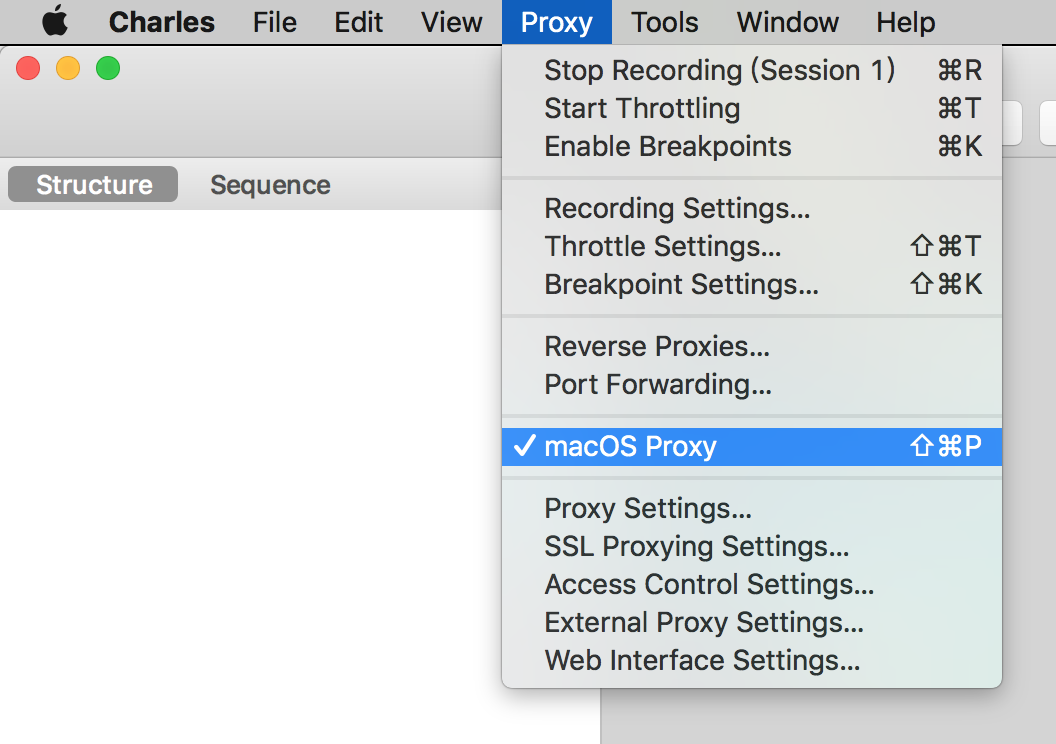 Charles File Edit View Proxy Tools Window Help
Stop Recording (Session 1) ⌘R
Start Throttling ⌘T
Enable Breakpoints ⌘K
Structure Sequence
Recording Settings...
Throttle Settings... ⇧⌘T
Breakpoint Settings... ⇧⌘K
Reverse Proxies...
Port Forwarding...
✓ macOS Proxy ⇧⌘P
Proxy Settings...
SSL Proxying Settings...
Access Control Settings...
External Proxy Settings...
Web Interface Settings...